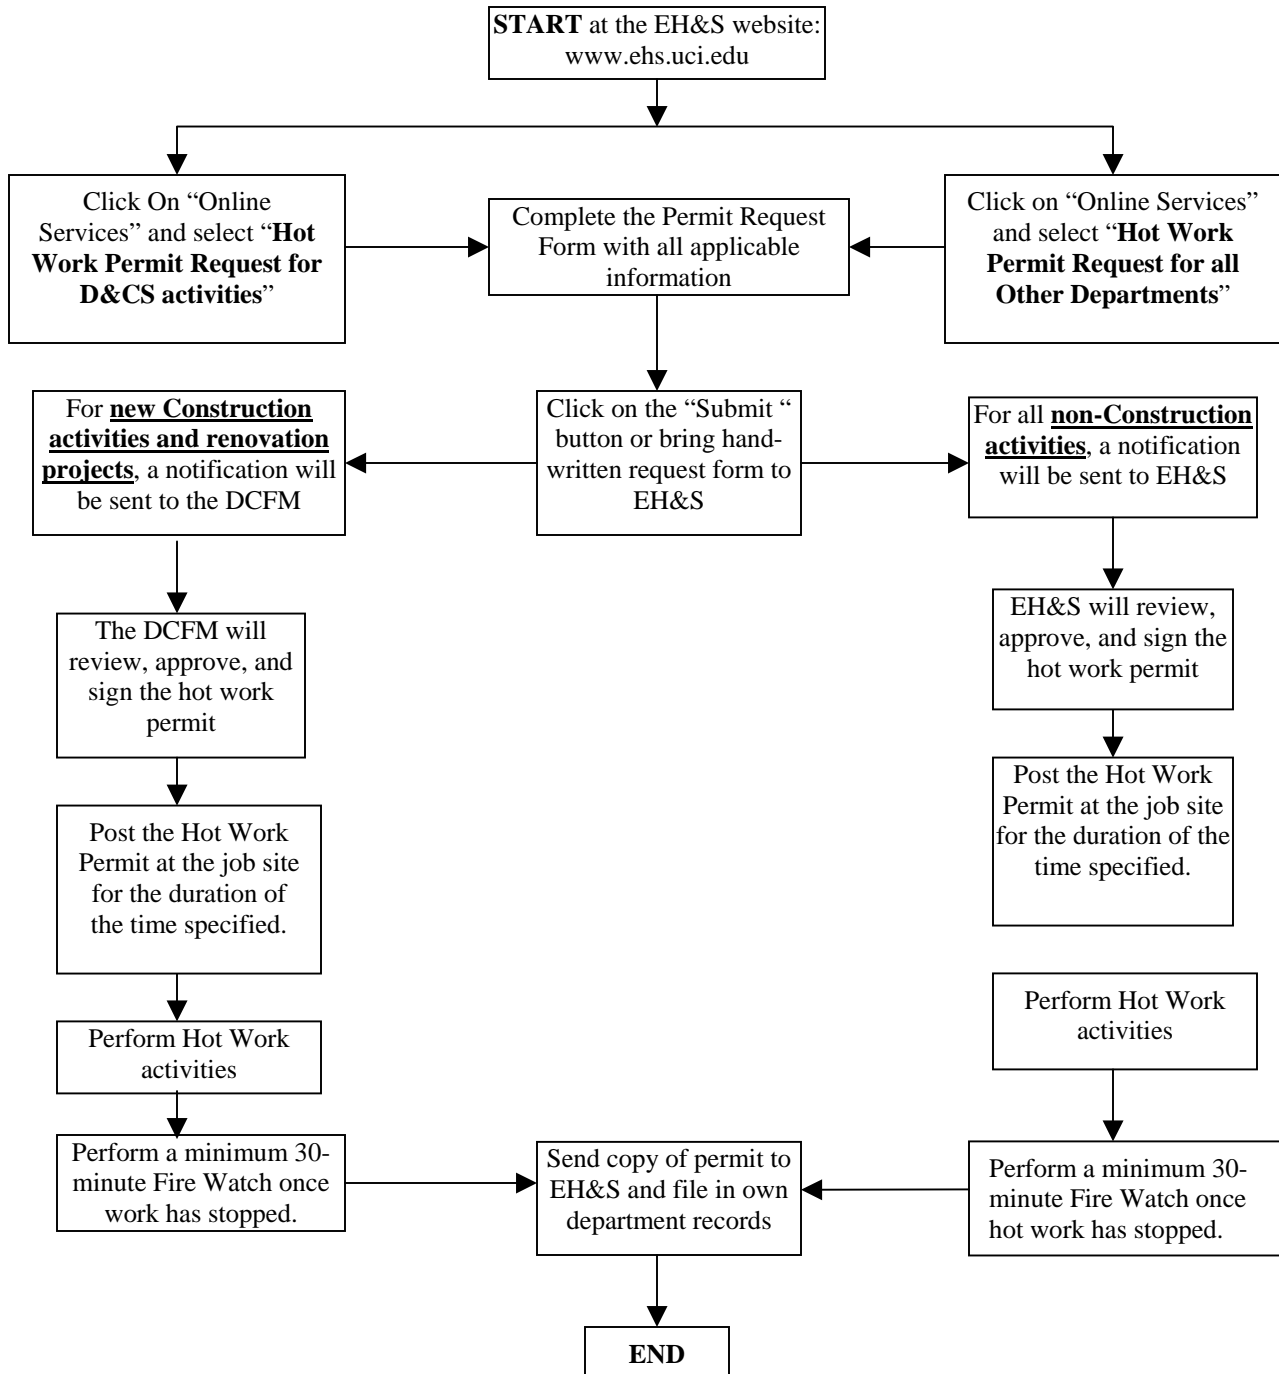 START at the EH&S website:
www.ehs.uci.edu
Click On “Online
Services” and select “Hot
Work Permit Request for
D&CS activities”
Complete the Permit Request
Form with all applicable
information
Click on “Online Services”
and select “Hot Work
Permit Request for all
Other Departments”
For new Construction
activities and renovation
projects, a notification will
be sent to the DCFM
Click on the “Submit “
button or bring hand-
written request form to
EH&S
For all non-Construction
activities, a notification
will be sent to EH&S
The DCFM will
review, approve, and
sign the hot work
permit
EH&S will review,
approve, and sign the
hot work permit
Post the Hot Work
Permit at the job site
for the duration of
the time specified.
Post the Hot Work
Permit at the job site
for the duration of the
time specified.
Perform Hot Work
activities
Perform Hot Work
activities
Perform a minimum 30-
minute Fire Watch once
work has stopped.
Send copy of permit to
EH&S and file in own
department records
Perform a minimum 30-
minute Fire Watch once
hot work has stopped.
END